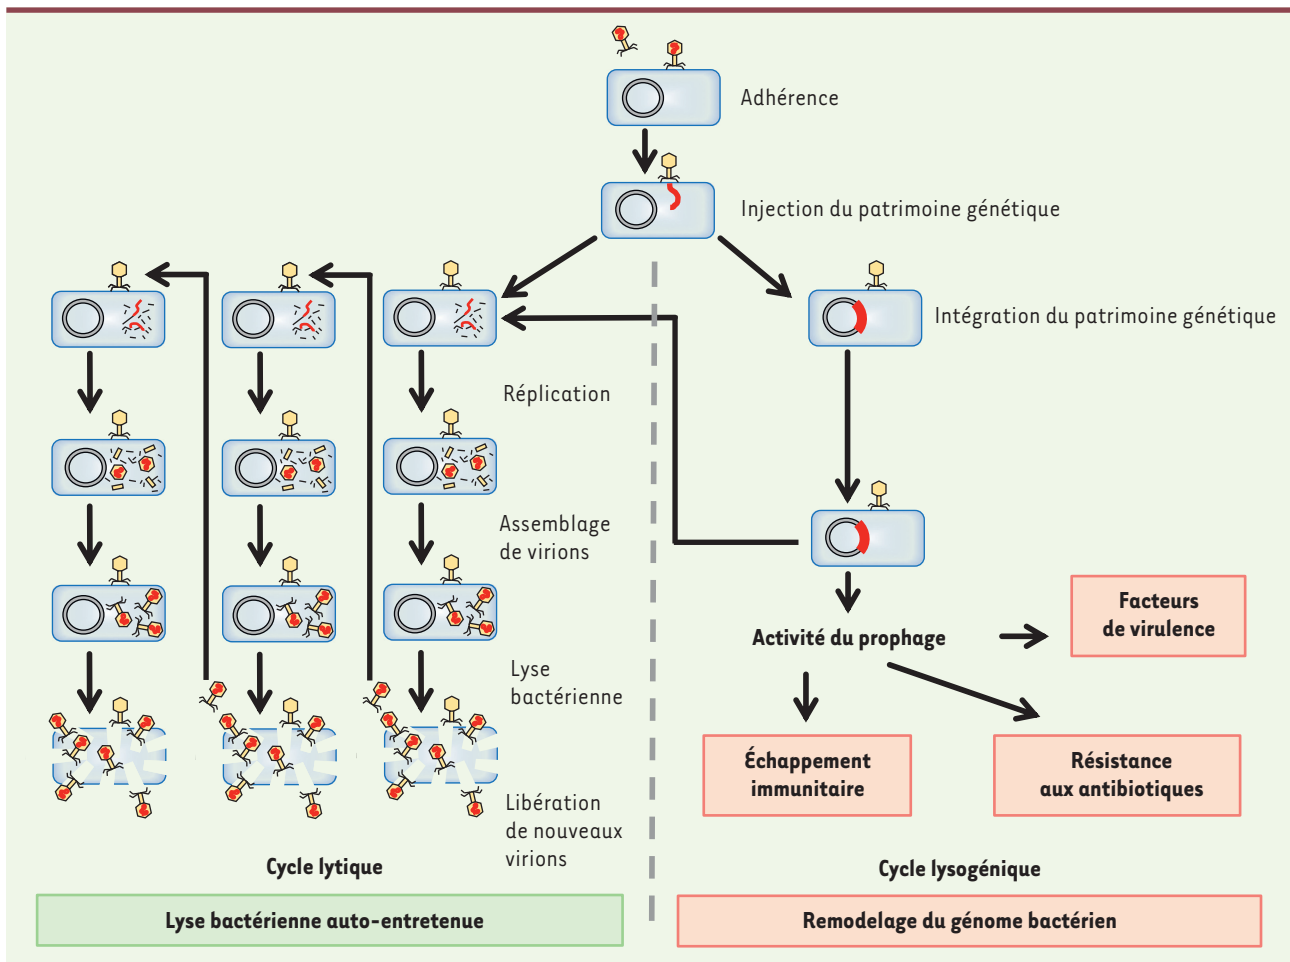 Adhérence
Injection du patrimoine génétique
Intégration du patrimoine génétique
Réplication
Assemblage
de virions
Lyse
bactérienne
Libération
de nouveaux
virions
Cycle lytique
Lyse bactérienne auto-entretenue
Activité du prophage
Facteurs
de virulence
Échappement
immunitaire
Résistance
aux antibiotiques
Cycle lysogénique
Remodelage du génome bactérien